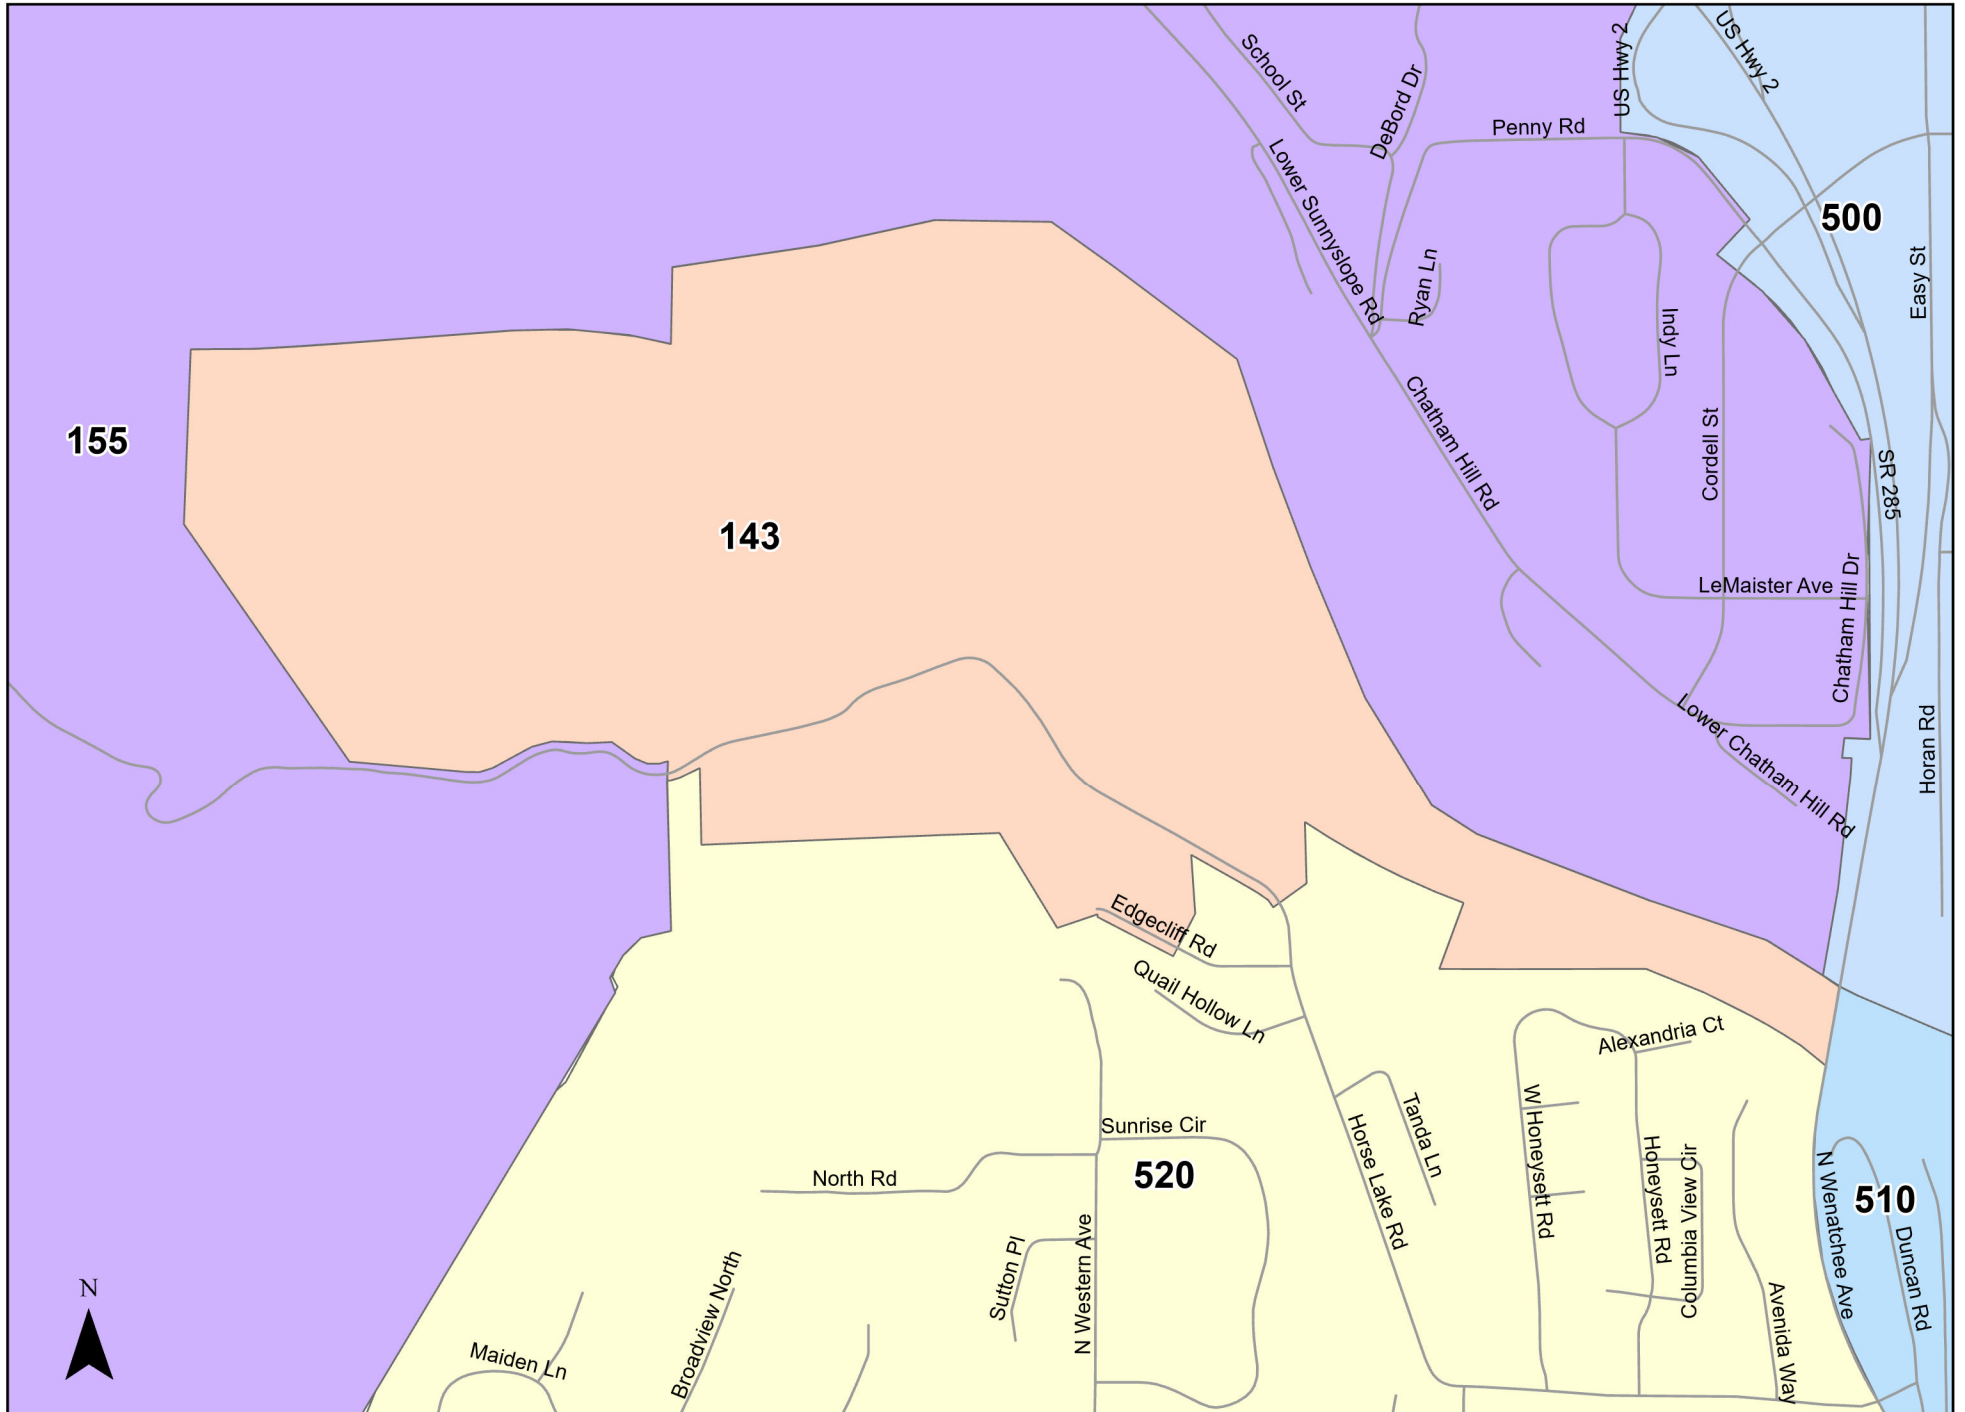 US Hwy 2
US Hwy 2
School St
DeBord Dr
Penny Rd
Lower Sunnyslope Rd
500
Ryan Ln
Easy St
Indy Ln
155
Chatham Hill Rd
Cordell St
SR 285
143
LeMaister Ave
Chatham Hill Dr
Lower Chatham Hill Rd
Horan Rd
Edgecliff Rd
Quail Hollow Ln
Alexandria Ct
W Honeysett Rd
Tanda Ln
Sunrise Cir
Horse Lake Rd
Honeysett Rd
Columbia View Cir
North Rd
520
N Wenatchee Ave
510
Duncan Rd
N Western Ave
Sutton Pl
Broadview North
Avenida Way
N
Maiden Ln